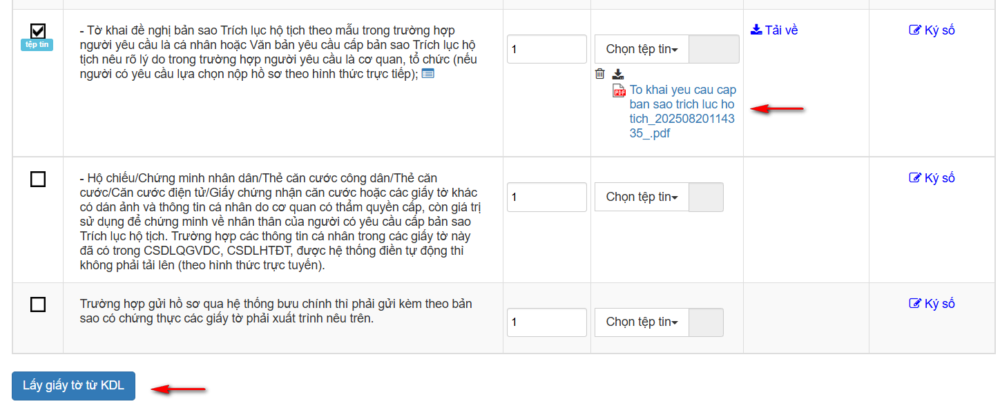 tệp tin
- Tờ khai đề nghị bản sao Trích lục hộ tịch theo mẫu trong trường hợp
người yêu cầu là cá nhân hoặc Văn bản yêu cầu cấp bản sao Trích lục hộ
tịch nêu rõ lý do trong trường hợp người yêu cầu là cơ quan, tổ chức (nếu
người có yêu cầu lựa chọn nộp hồ sơ theo hình thức trực tiếp);
1
Chọn tệp tin
PDF
To khai yeu cau cap
ban sao trich luc ho
tich_202508201143
35_.pdf
Tải về
Ký số
- Hộ chiếu/Chứng minh nhân dân/Thẻ căn cước công dân/Thẻ căn
cước/Căn cước điện tử/Giấy chứng nhận căn cước hoặc các giấy tờ khác
có dán ảnh và thông tin cá nhân do cơ quan có thẩm quyền cấp, còn giá trị
sử dụng để chứng minh về nhân thân của người có yêu cầu cấp bản sao
Trích lục hộ tịch. Trường hợp các thông tin cá nhân trong các giấy tờ này
đã có trong CSDLQGVDC, CSDLHTĐT, được hệ thống điền tự động thì
không phải tải lên (theo hình thức trực tuyến).
1
Chọn tệp tin
Ký số
Trường hợp gửi hồ sơ qua hệ thống bưu chính thì phải gửi kèm theo bản
sao có chứng thực các giấy tờ phải xuất trình nêu trên.
1
Chọn tệp tin
Ký số
Lấy giấy tờ từ KDL